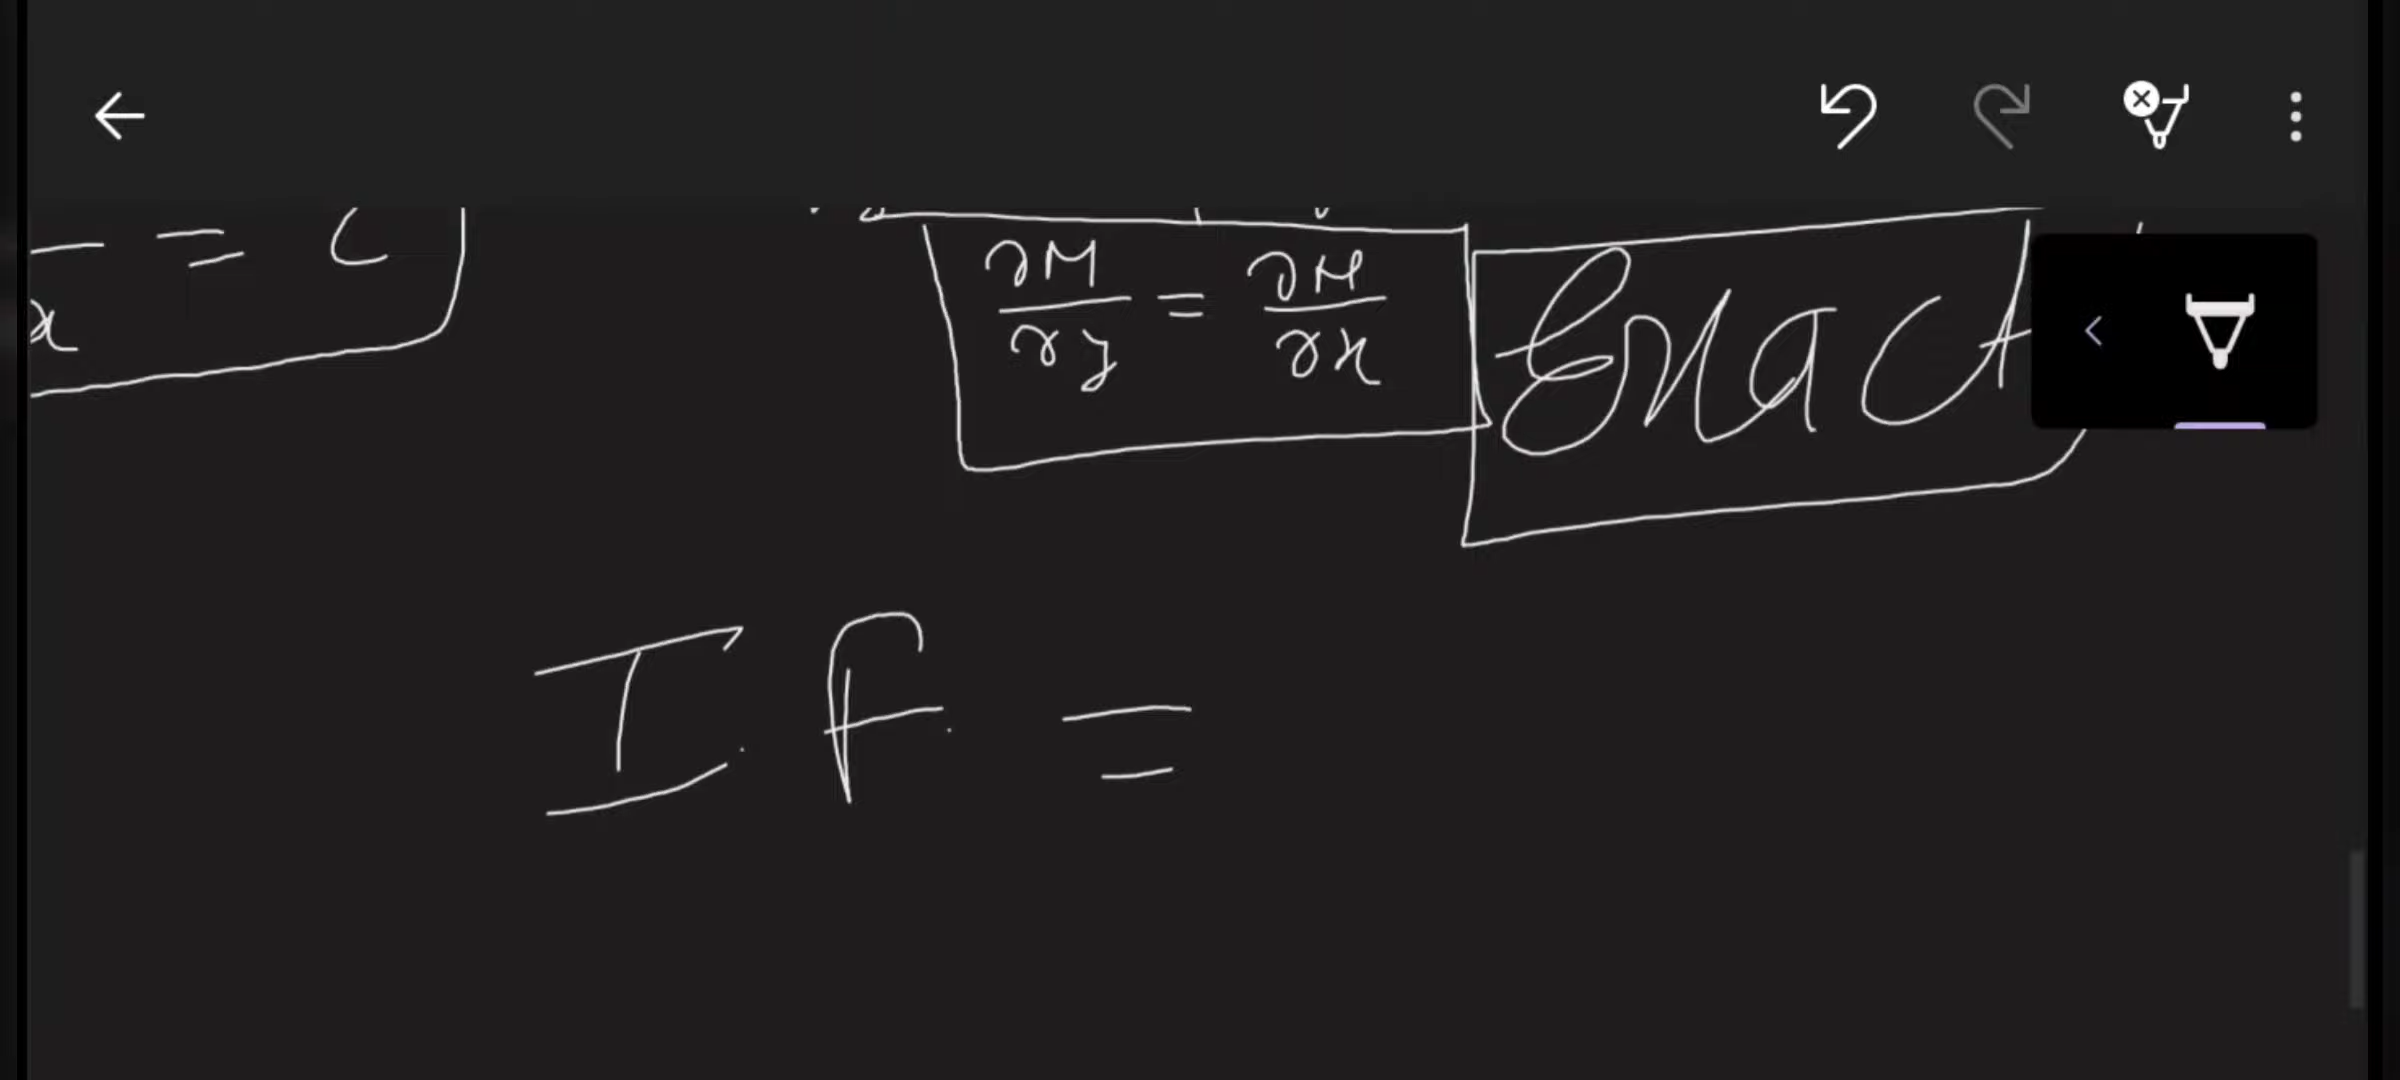 = C
x
∂M/∂y = ∂M/∂x Exact
I.F. =